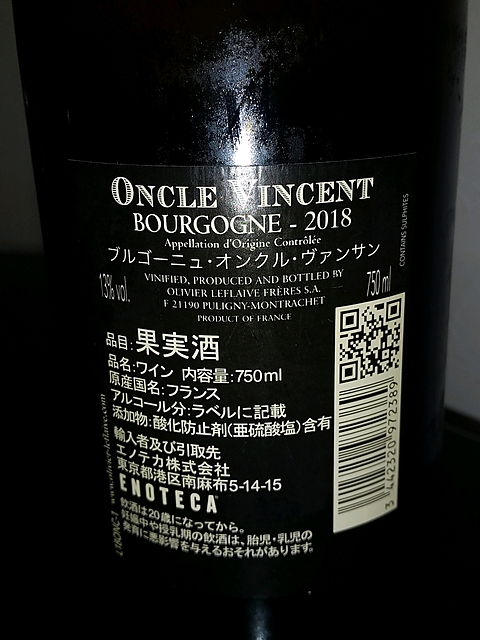 ONCLE VINCENT
BOURGOGNE - 2018
Appellation d'Origine Contrôlée
ブルゴーニュ・オンクル・ヴァンサン
13% vol.
VINIFIED, PRODUCED AND BOTTLED BY
OLIVIER LEFLAIVE FRÈRES S.A.
F 21190 PULIGNY-MONTRACHET
PRODUCT OF FRANCE
750 ml
CONTAINS SULPHITES
品目:果実酒
品名:ワイン 内容量:750ml
原産国名:フランス
アルコール分:ラベルに記載
添加物:酸化防止剤(亜硫酸塩)含有
輸入者及び引取先
エノテカ株式会社
東京都港区南麻布5-14-15
ENOTECA
飲酒は20歳になってから。
妊娠中や授乳期の飲酒は、胎児・乳児の
発育に悪影響を与えるおそれがあります。
www.olivier-leflaive.com
3 442320 972389